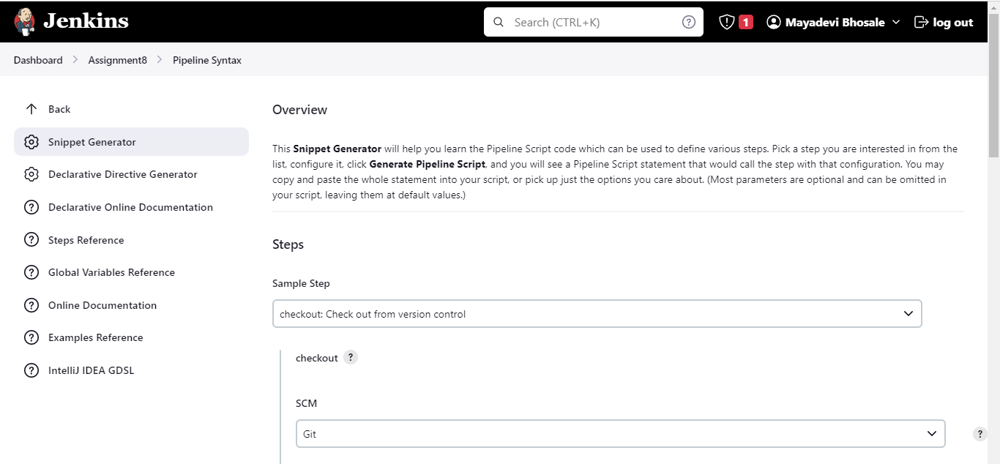 Jenkins
Search (CTRL+K)
?
1
Mayadevi Bhosale
log out
Dashboard
Assignment8
Pipeline Syntax
Back
Snippet Generator
Declarative Directive Generator
? Declarative Online Documentation
? Steps Reference
? Global Variables Reference
? Online Documentation
? Examples Reference
? IntelliJ IDEA GDSL
Overview
This Snippet Generator will help you learn the Pipeline Script code which can be used to define various steps. Pick a step you are interested in from the
list, configure it, click Generate Pipeline Script, and you will see a Pipeline Script statement that would call the step with that configuration. You may
copy and paste the whole statement into your script, or pick up just the options you care about. (Most parameters are optional and can be omitted in
your script, leaving them at default values.)
Steps
Sample Step
checkout: Check out from version control
checkout ?
SCM
Git
?